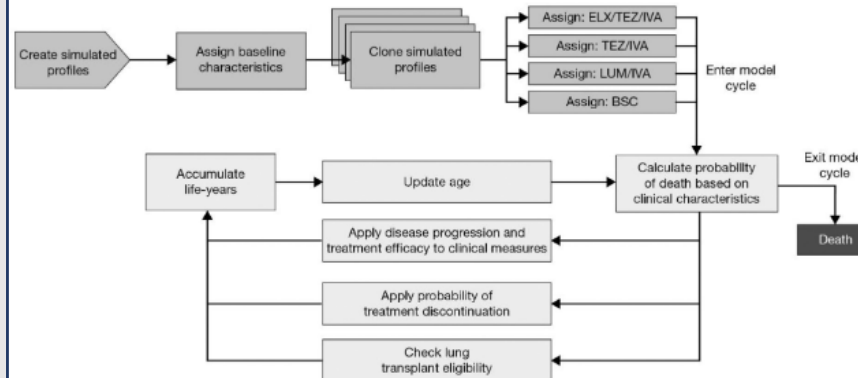 Create simulated
profiles
Assign baseline
characteristics
Clone simulated
profiles
Assign: ELX/TEZ/IVA
Assign: TEZ/IVA
Assign: LUM/IVA
Assign: BSC
Enter model
cycle
Accumulate
life-years
Update age
Calculate probability
of death based on
clinical characteristics
Exit mode
cycle
Death
Apply disease progression and
treatment efficacy to clinical measures
Apply probability of
treatment discontinuation
Check lung
transplant eligibility